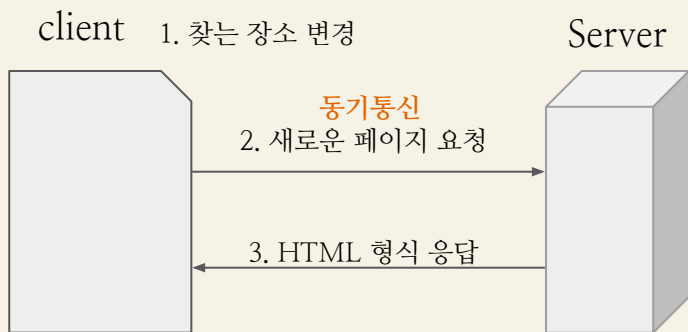 client
1. 찾는 장소 변경
Server
동기통신
2. 새로운 페이지 요청
3. HTML 형식 응답